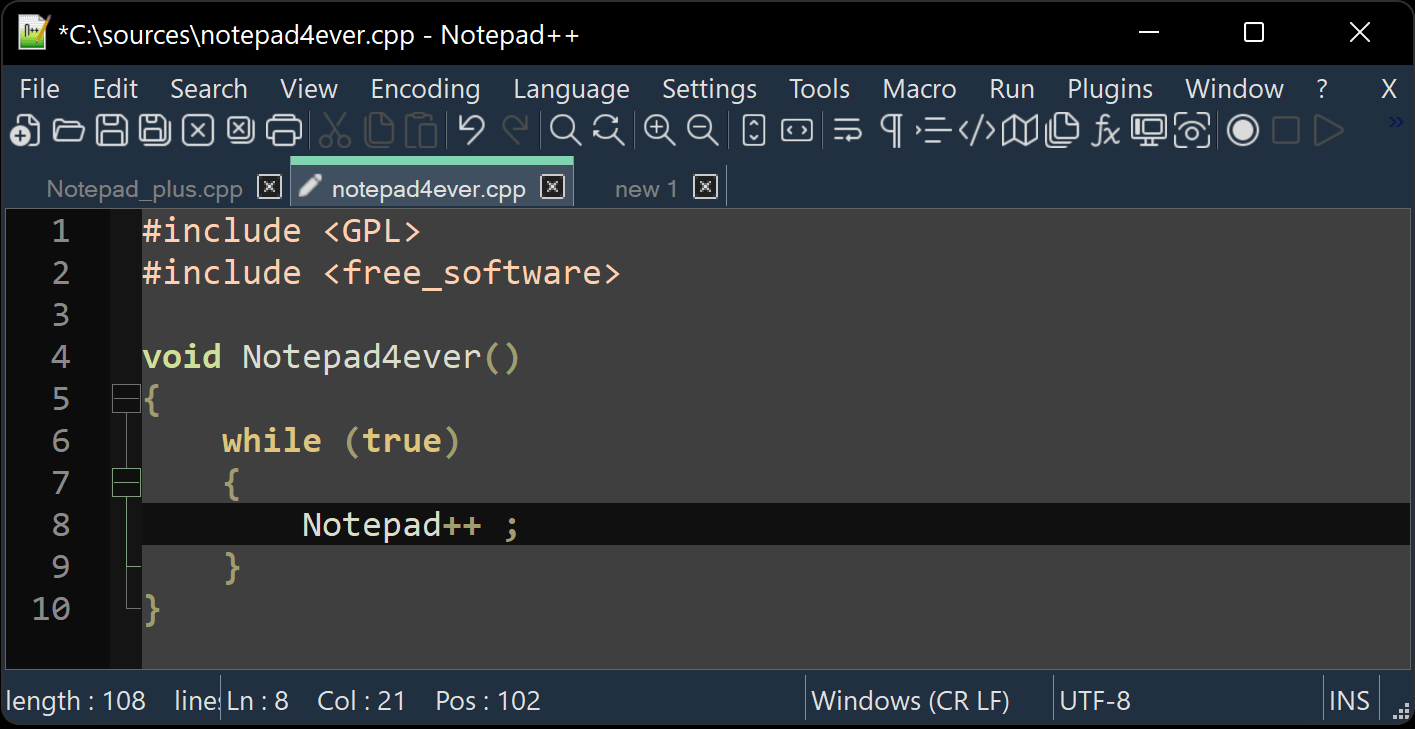 *C:\sources\notepad4ever.cpp - Notepad++
File Edit Search View Encoding Language Settings Tools Macro Run Plugins Window ? X
Notepad_plus.cpp notepad4ever.cpp new 1
1 #include <GPL>
2 #include <free_software>
3
4 void Notepad4ever()
5 {
6 while (true)
7 {
8 Notepad++ ;
9 }
10 }
length : 108 lines Ln : 8 Col : 21 Pos : 102 Windows (CR LF) UTF-8 INS